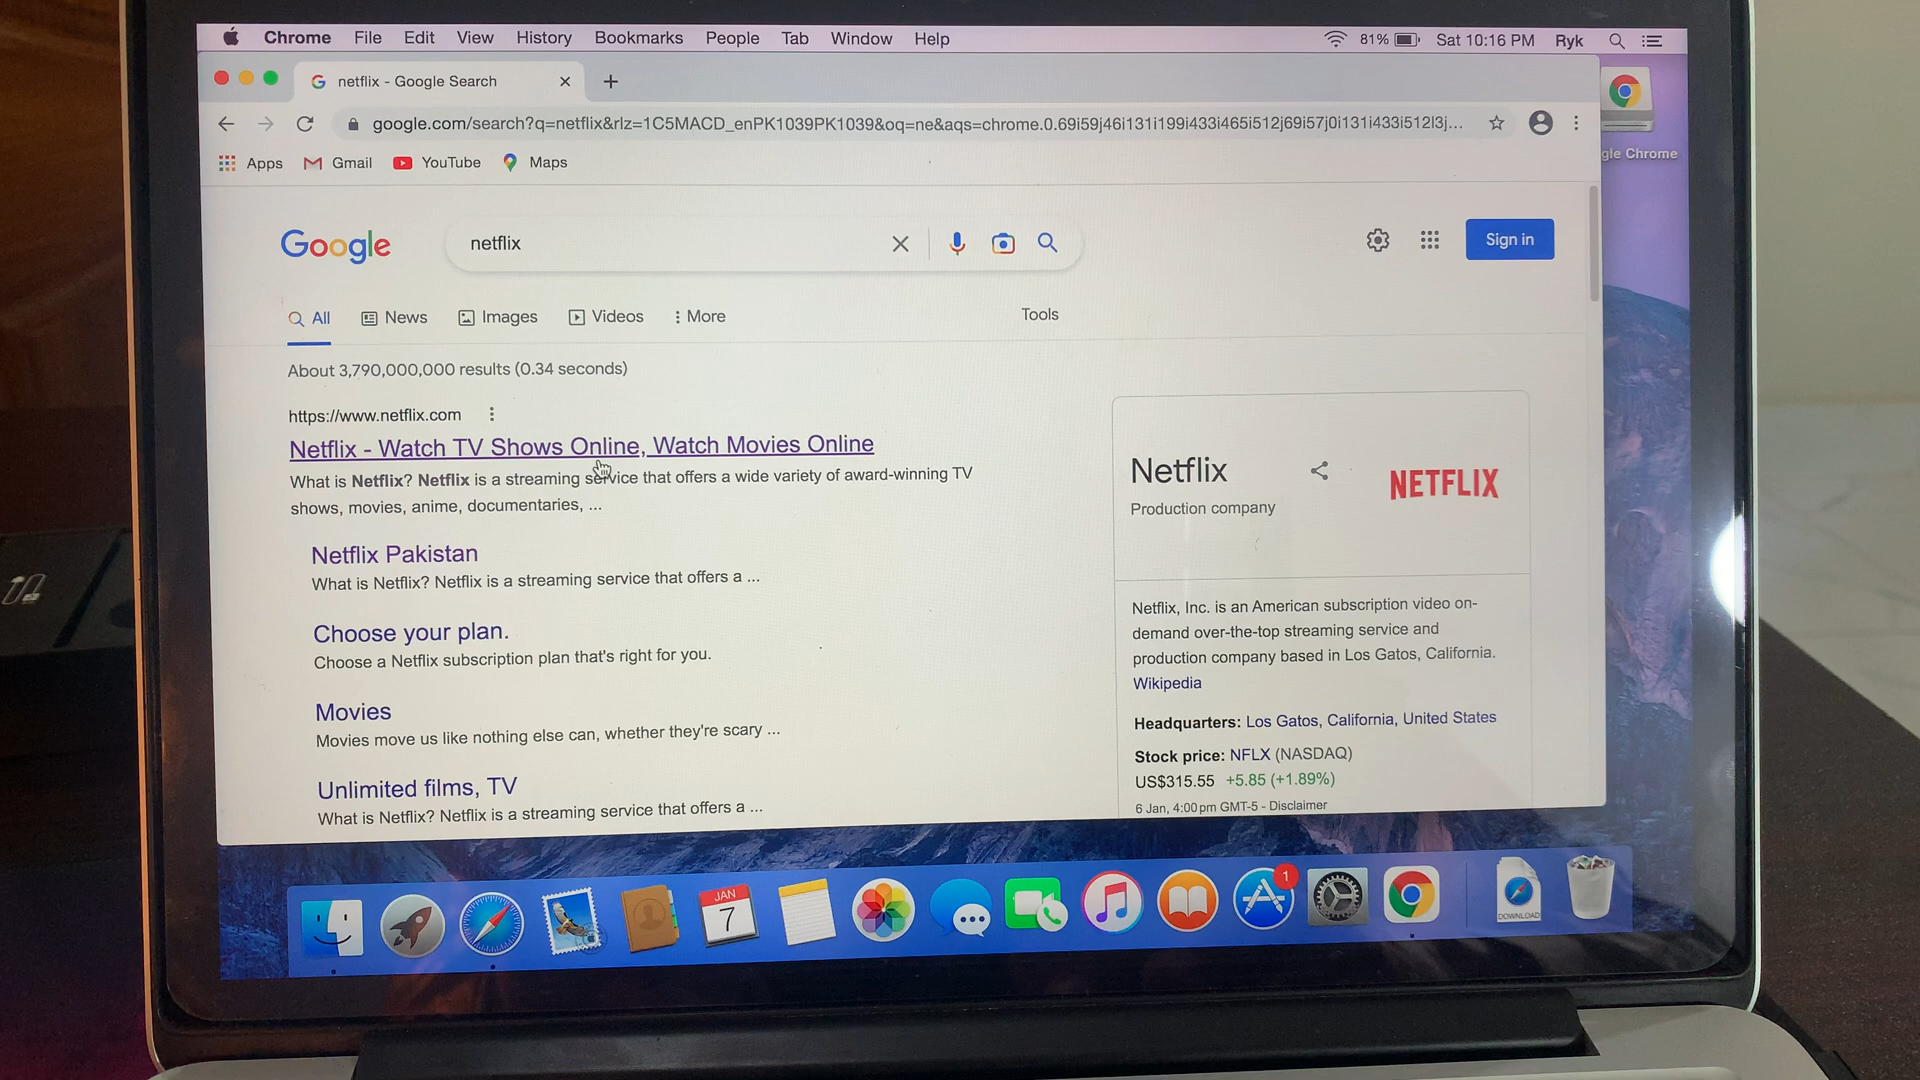 Chrome File Edit View History Bookmarks People Tab Window Help 81% Sat 10:16 PM Ryk
netflix - Google Search
google.com/search?q=netflix&rlz=1C5MACD_enPK1039PK1039&oq=ne&aqs=chrome.0.69i59j46i131i199i433i465i512j69i57j0i131i433i512l3j...
Apps Gmail YouTube Maps
gle Chrome
Google
netflix
Sign in
All News Images Videos More Tools
About 3,790,000,000 results (0.34 seconds)
https://www.netflix.com
Netflix - Watch TV Shows Online, Watch Movies Online
What is Netflix? Netflix is a streaming service that offers a wide variety of award-winning TV
shows, movies, anime, documentaries, ...
Netflix Pakistan
What is Netflix? Netflix is a streaming service that offers a ...
Choose your plan.
Choose a Netflix subscription plan that's right for you.
Movies
Movies move us like nothing else can, whether they're scary ...
Unlimited films, TV
What is Netflix? Netflix is a streaming service that offers a ...
Netflix
Production company
NETFLIX
Netflix, Inc. is an American subscription video on-
demand over-the-top streaming service and
production company based in Los Gatos, California.
Wikipedia
Headquarters: Los Gatos, California, United States
Stock price: NFLX (NASDAQ)
US$315.55 +5.85 (+1.89%)
6 Jan, 4:00 pm GMT-5 - Disclaimer
JAN
7
1
DOWNLOAD